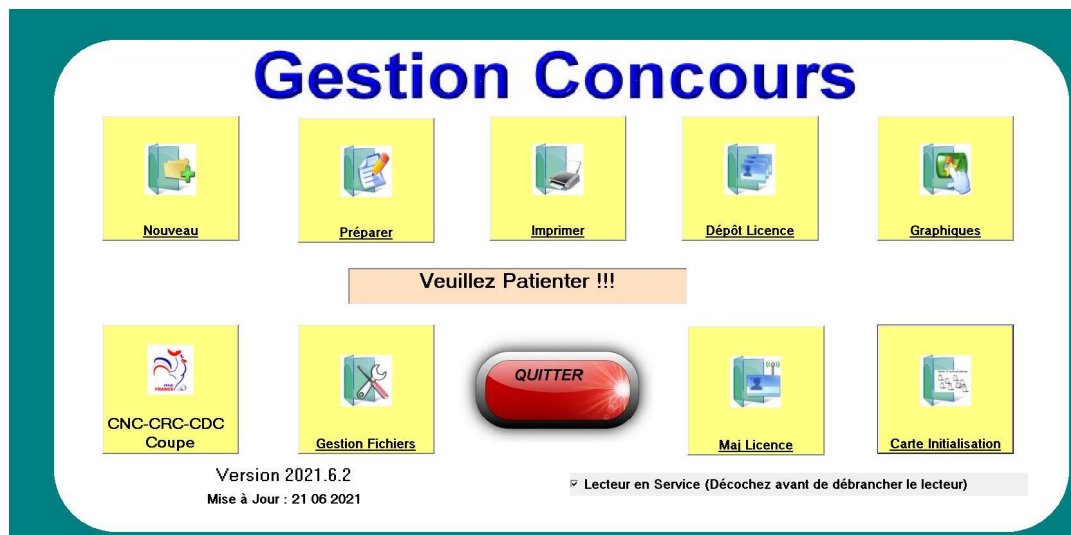 Gestion Concours
Nouveau
Préparer
Imprimer
Dépôt Licence
Graphiques
Veuillez Patienter !!!
FRANCE
CNC-CRC-CDC
Coupe
Gestion Fichiers
QUITTER
Maj Licence
Carte Initialisation
Version 2021.6.2
Mise à Jour : 21 06 2021
Lecteur en Service (Décochez avant de débrancher le lecteur)